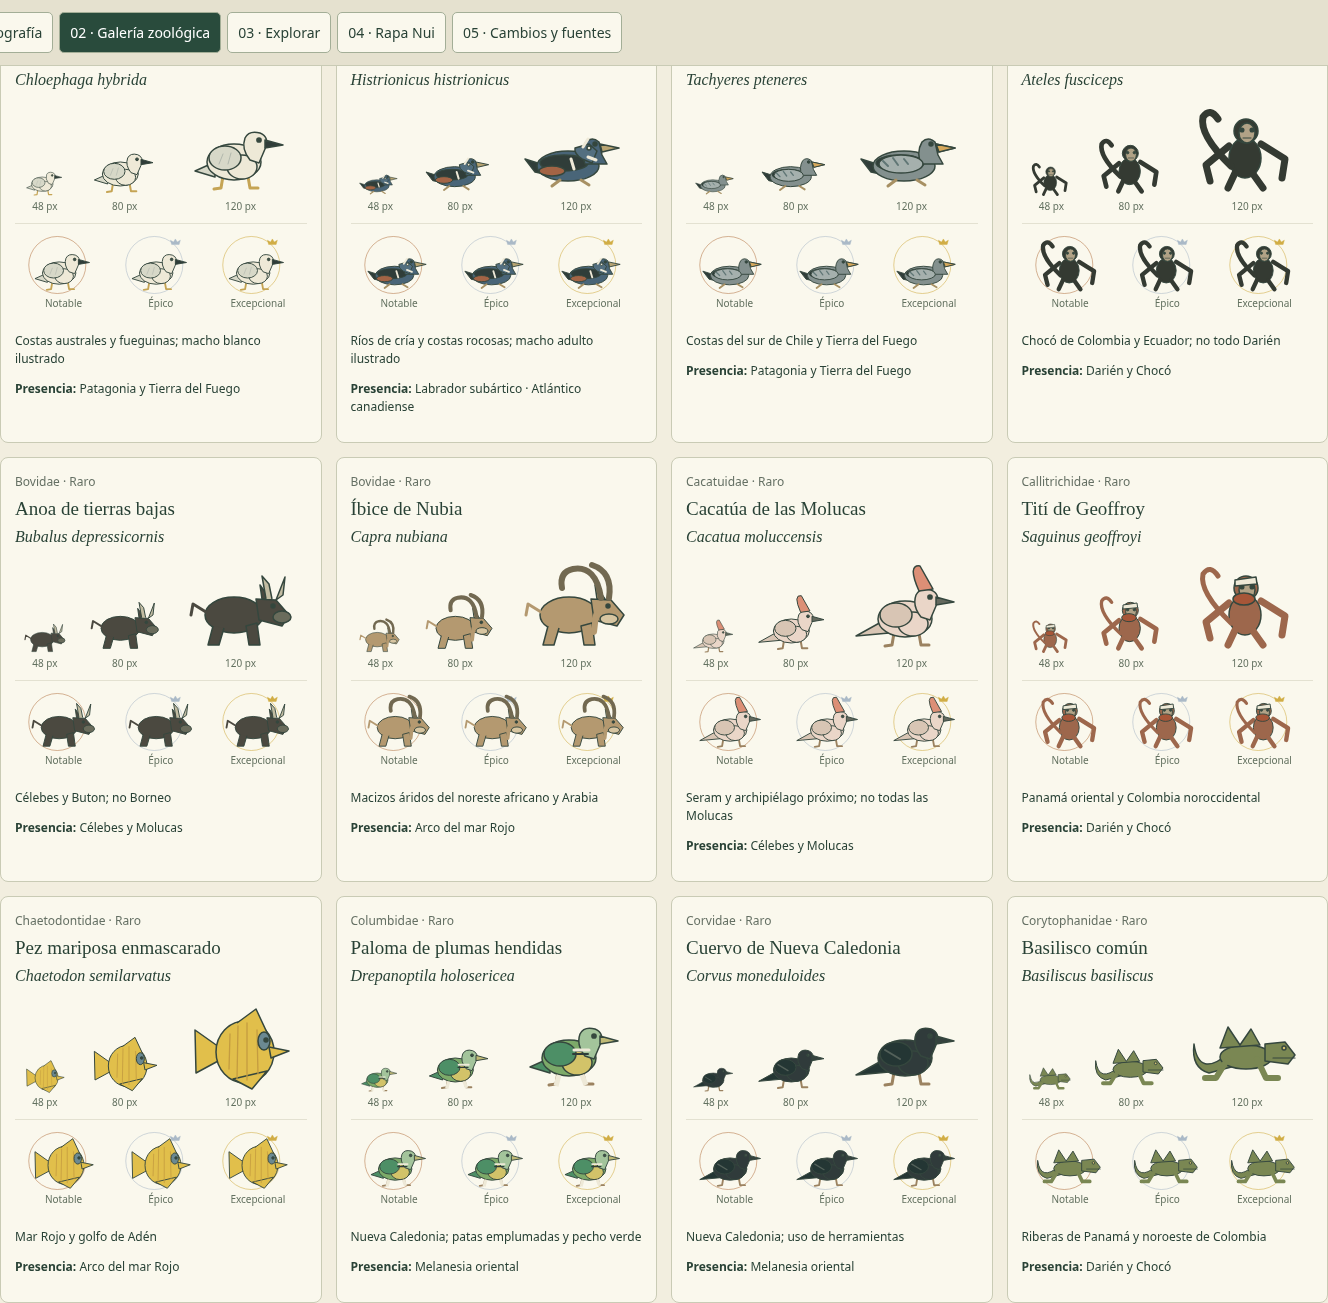 ografía
02 · Galería zoológica
03 · Explorar
04 · Rapa Nui
05 · Cambios y fuentes
Chloephaga hybrida
48 px
80 px
120 px
Notable
Épico
Excepcional
Costas australes y fueguinas; macho blanco
ilustrado
Presencia: Patagonia y Tierra del Fuego
Histrionicus histrionicus
48 px
80 px
120 px
Notable
Épico
Excepcional
Ríos de cría y costas rocosas; macho adulto
ilustrado
Presencia: Labrador subártico · Atlántico
canadiense
Tachyeres pteneres
48 px
80 px
120 px
Notable
Épico
Excepcional
Costas del sur de Chile y Tierra del Fuego
Presencia: Patagonia y Tierra del Fuego
Ateles fusciceps
48 px
80 px
120 px
Notable
Épico
Excepcional
Chocó de Colombia y Ecuador; no todo Darién
Presencia: Darién y Chocó
Bovidae · Raro
Anoa de tierras bajas
Bubalus depressicornis
48 px
80 px
120 px
Notable
Épico
Excepcional
Célebes y Buton; no Borneo
Presencia: Célebes y Molucas
Bovidae · Raro
Íbice de Nubia
Capra nubiana
48 px
80 px
120 px
Notable
Épico
Excepcional
Macizos áridos del noreste africano y Arabia
Presencia: Arco del mar Rojo
Cacatuidae · Raro
Cacatúa de las Molucas
Cacatua moluccensis
48 px
80 px
120 px
Notable
Épico
Excepcional
Seram y archipiélago próximo; no todas las
Molucas
Presencia: Célebes y Molucas
Callitrichidae · Raro
Tití de Geoffroy
Saguinus geoffroyi
48 px
80 px
120 px
Notable
Épico
Excepcional
Panamá oriental y Colombia noroccidental
Presencia: Darién y Chocó
Chaetodontidae · Raro
Pez mariposa enmascarado
Chaetodon semilarvatus
48 px
80 px
120 px
Notable
Épico
Excepcional
Mar Rojo y golfo de Adén
Presencia: Arco del mar Rojo
Columbidae · Raro
Paloma de plumas hendidas
Drepanoptila holosericea
48 px
80 px
120 px
Notable
Épico
Excepcional
Nueva Caledonia; patas emplumadas y pecho verde
Presencia: Melanesia oriental
Corvidae · Raro
Cuervo de Nueva Caledonia
Corvus moneduloides
48 px
80 px
120 px
Notable
Épico
Excepcional
Nueva Caledonia; uso de herramientas
Presencia: Melanesia oriental
Corytophanidae · Raro
Basilisco común
Basiliscus basiliscus
48 px
80 px
120 px
Notable
Épico
Excepcional
Riberas de Panamá y noroeste de Colombia
Presencia: Darién y Chocó